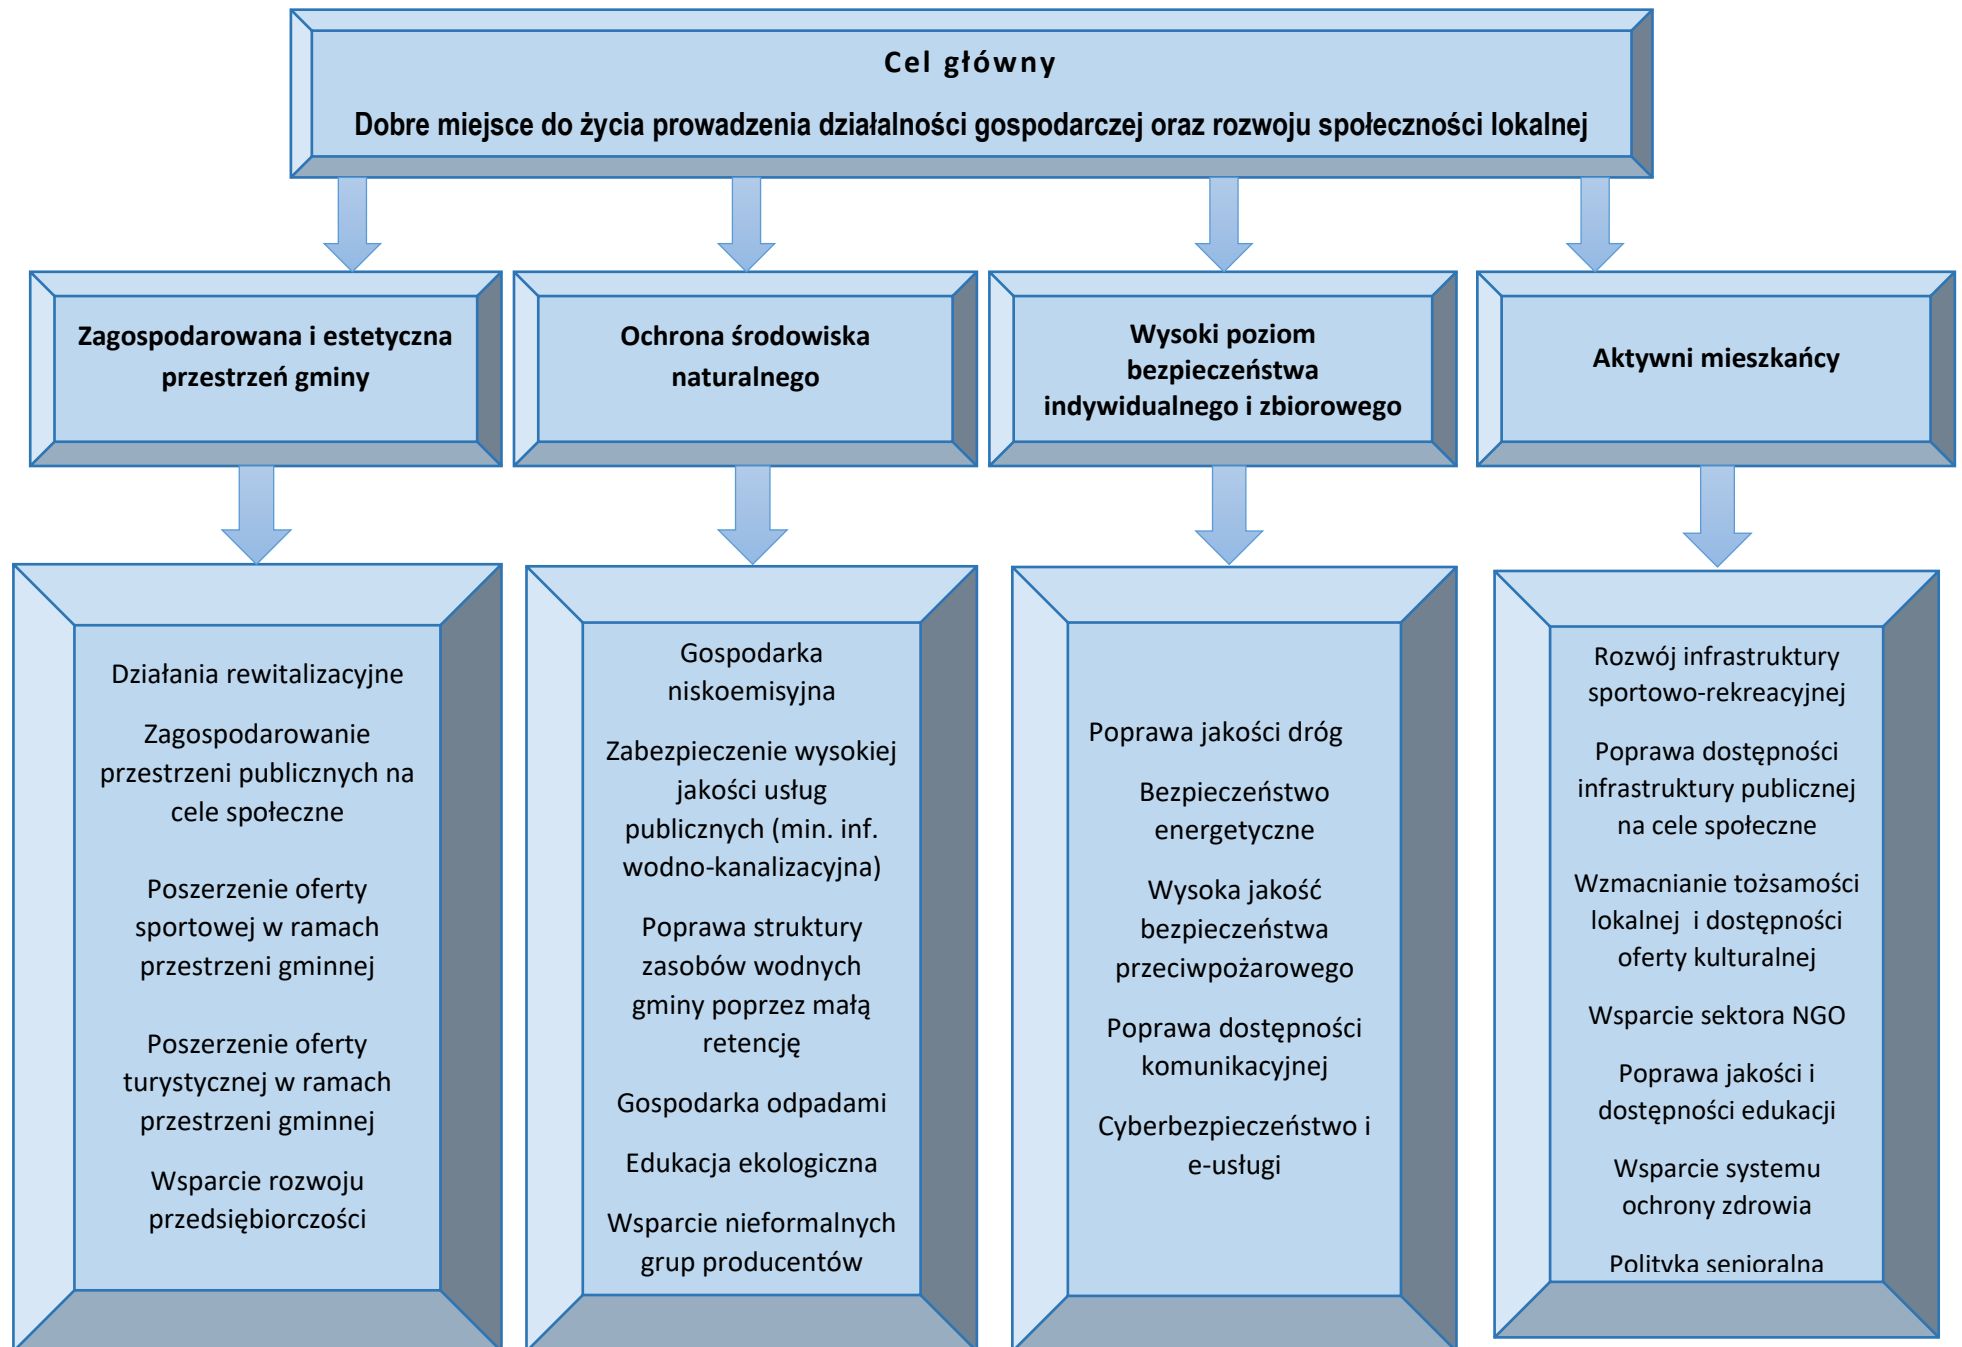 Cel główny
Dobre miejsce do życia prowadzenia działalności gospodarczej oraz rozwoju społeczności lokalnej
Zagospodarowana i estetyczna
przestrzeń gminy
Ochrona środowiska
naturalnego
Wysoki poziom
bezpieczeństwa
indywidualnego i zbiorowego
Aktywni mieszkańcy
Działania rewitalizacyjne
Zagospodarowanie
przestrzeni publicznych na
cele społeczne
Poszerzenie oferty
sportowej w ramach
przestrzeni gminnej
Poszerzenie oferty
turystycznej w ramach
przestrzeni gminnej
Wsparcie rozwoju
przedsiębiorczości
Gospodarka
niskoemisyjna
Zabezpieczenie wysokiej
jakości usług
publicznych (min. inf.
wodno-kanalizacyjna)
Poprawa struktury
zasobów wodnych
gminy poprzez małą
retencję
Gospodarka odpadami
Edukacja ekologiczna
Wsparcie nieformalnych
grup producentów
Poprawa jakości dróg
Bezpieczeństwo
energetyczne
Wysoka jakość
bezpieczeństwa
przeciwpożarowego
Poprawa dostępności
komunikacyjnej
Cyberbezpieczeństwo i
e-usługi
Rozwój infrastruktury
sportowo-rekreacyjnej
Poprawa dostępności
infrastruktury publicznej
na cele społeczne
Wzmacnianie tożsamości
lokalnej  i dostępności
oferty kulturalnej
Wsparcie sektora NGO
Poprawa jakości i
dostępności edukacji
Wsparcie systemu
ochrony zdrowia
Polityka senioralna